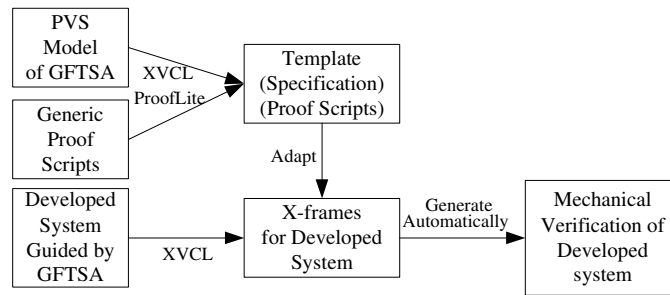 PVS
Model
of GFTSA
XVCL
ProofLite
Template
(Specification)
(Proof Scripts)
Generic
Proof
Scripts
Adapt
Developed
System
Guided by
GFTSA
XVCL
X-frames
for Developed
System
Generate
Automatically
Mechanical
Verification of
Developed
system